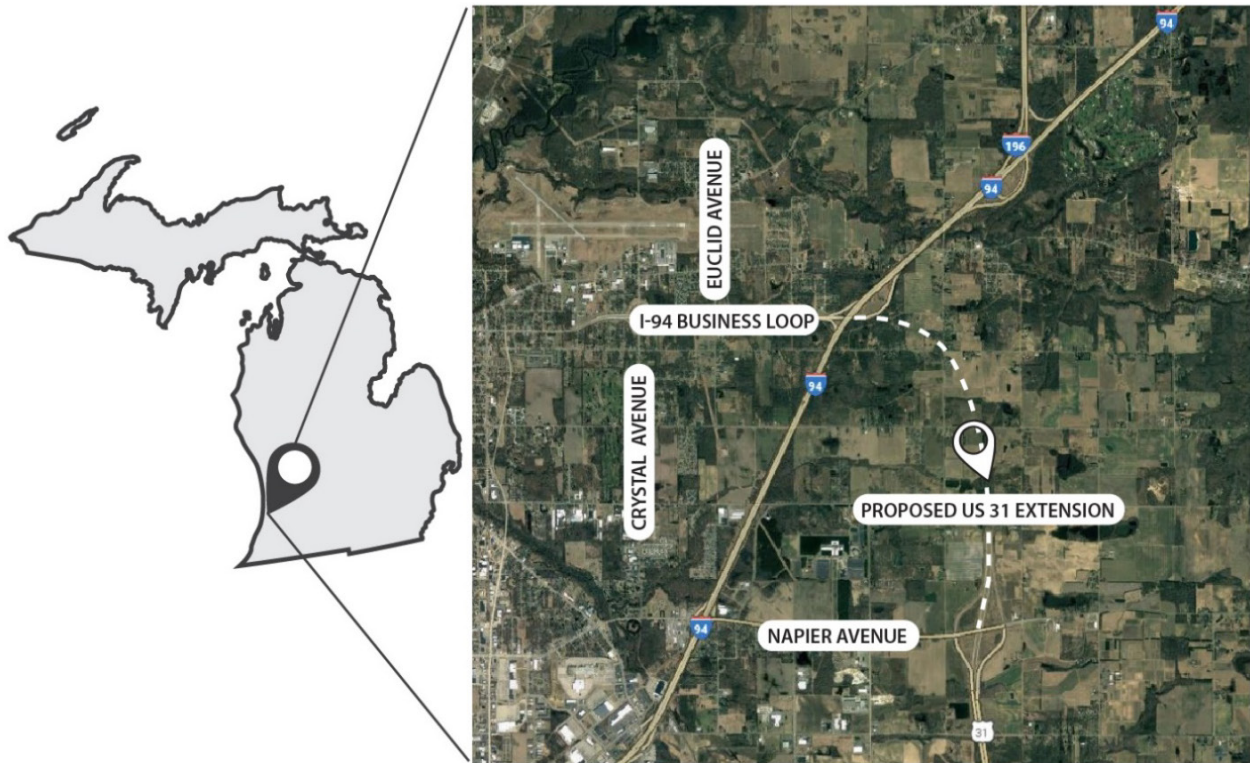 94
196
94
EUCLID AVENUE
I-94 BUSINESS LOOP
94
CRYSTAL AVENUE
PROPOSED US 31 EXTENSION
94
NAPIER AVENUE
31